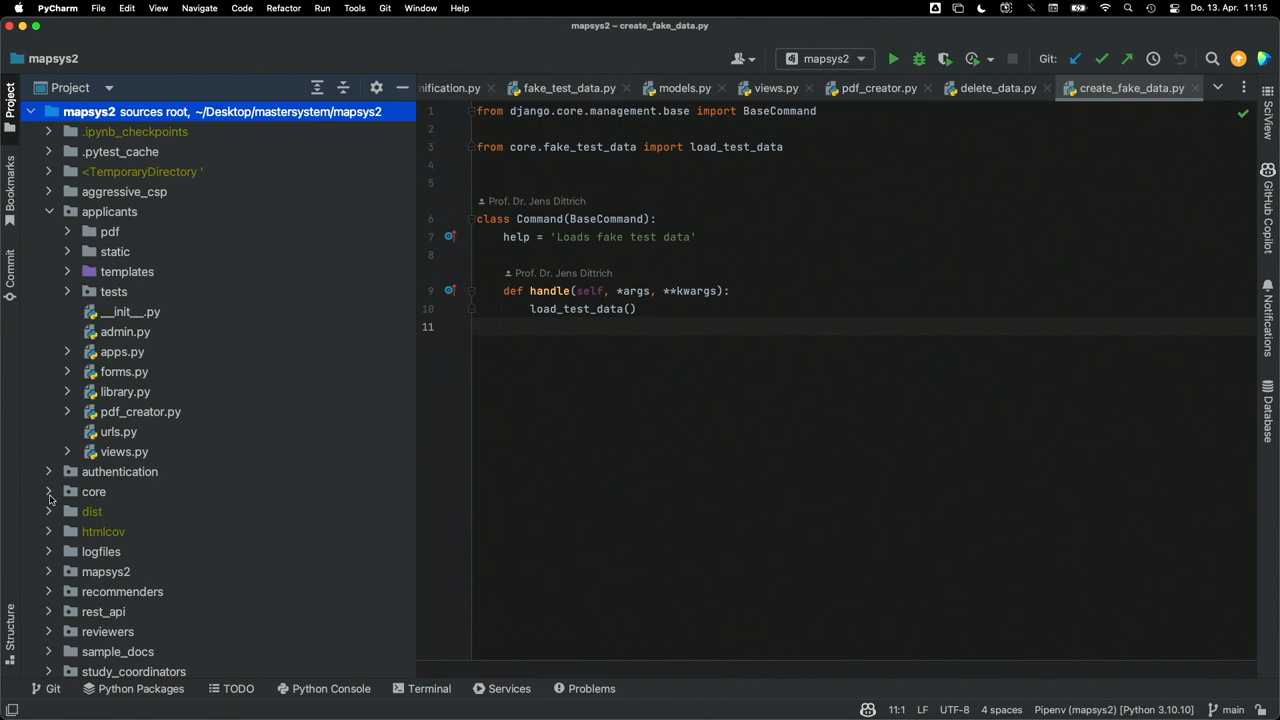 PyCharm File Edit View Navigate Code Refactor Run Tools Git Window Help Do. 13. Apr. 11:15
mapsys2 – create_fake_data.py
mapsys2
mapsys2
Git:
Project
nification.py
fake_test_data.py
models.py
views.py
pdf_creator.py
delete_data.py
create_fake_data.py
Project
Bookmarks
Commit
Structure
mapsys2 sources root, ~/Desktop/mastersystem/mapsys2
.ipynb_checkpoints
.pytest_cache
<TemporaryDirectory '
aggressive_csp
applicants
pdf
static
templates
tests
__init__.py
admin.py
apps.py
forms.py
library.py
pdf_creator.py
urls.py
views.py
authentication
core
dist
htmlcov
logfiles
mapsys2
recommenders
rest_api
reviewers
sample_docs
study_coordinators
1 from django.core.management.base import BaseCommand
2
3 from core.fake_test_data import load_test_data
4
5
Prof. Dr. Jens Dittrich
6 class Command(BaseCommand):
7 help = 'Loads fake test data'
8
Prof. Dr. Jens Dittrich
9 def handle(self, *args, **kwargs):
10 load_test_data()
11
SciView
GitHub Copilot
Notifications
Database
Git
Python Packages
TODO
Python Console
Terminal
Services
Problems
11:1 LF UTF-8 4 spaces Pipenv (mapsys2) [Python 3.10.10] main